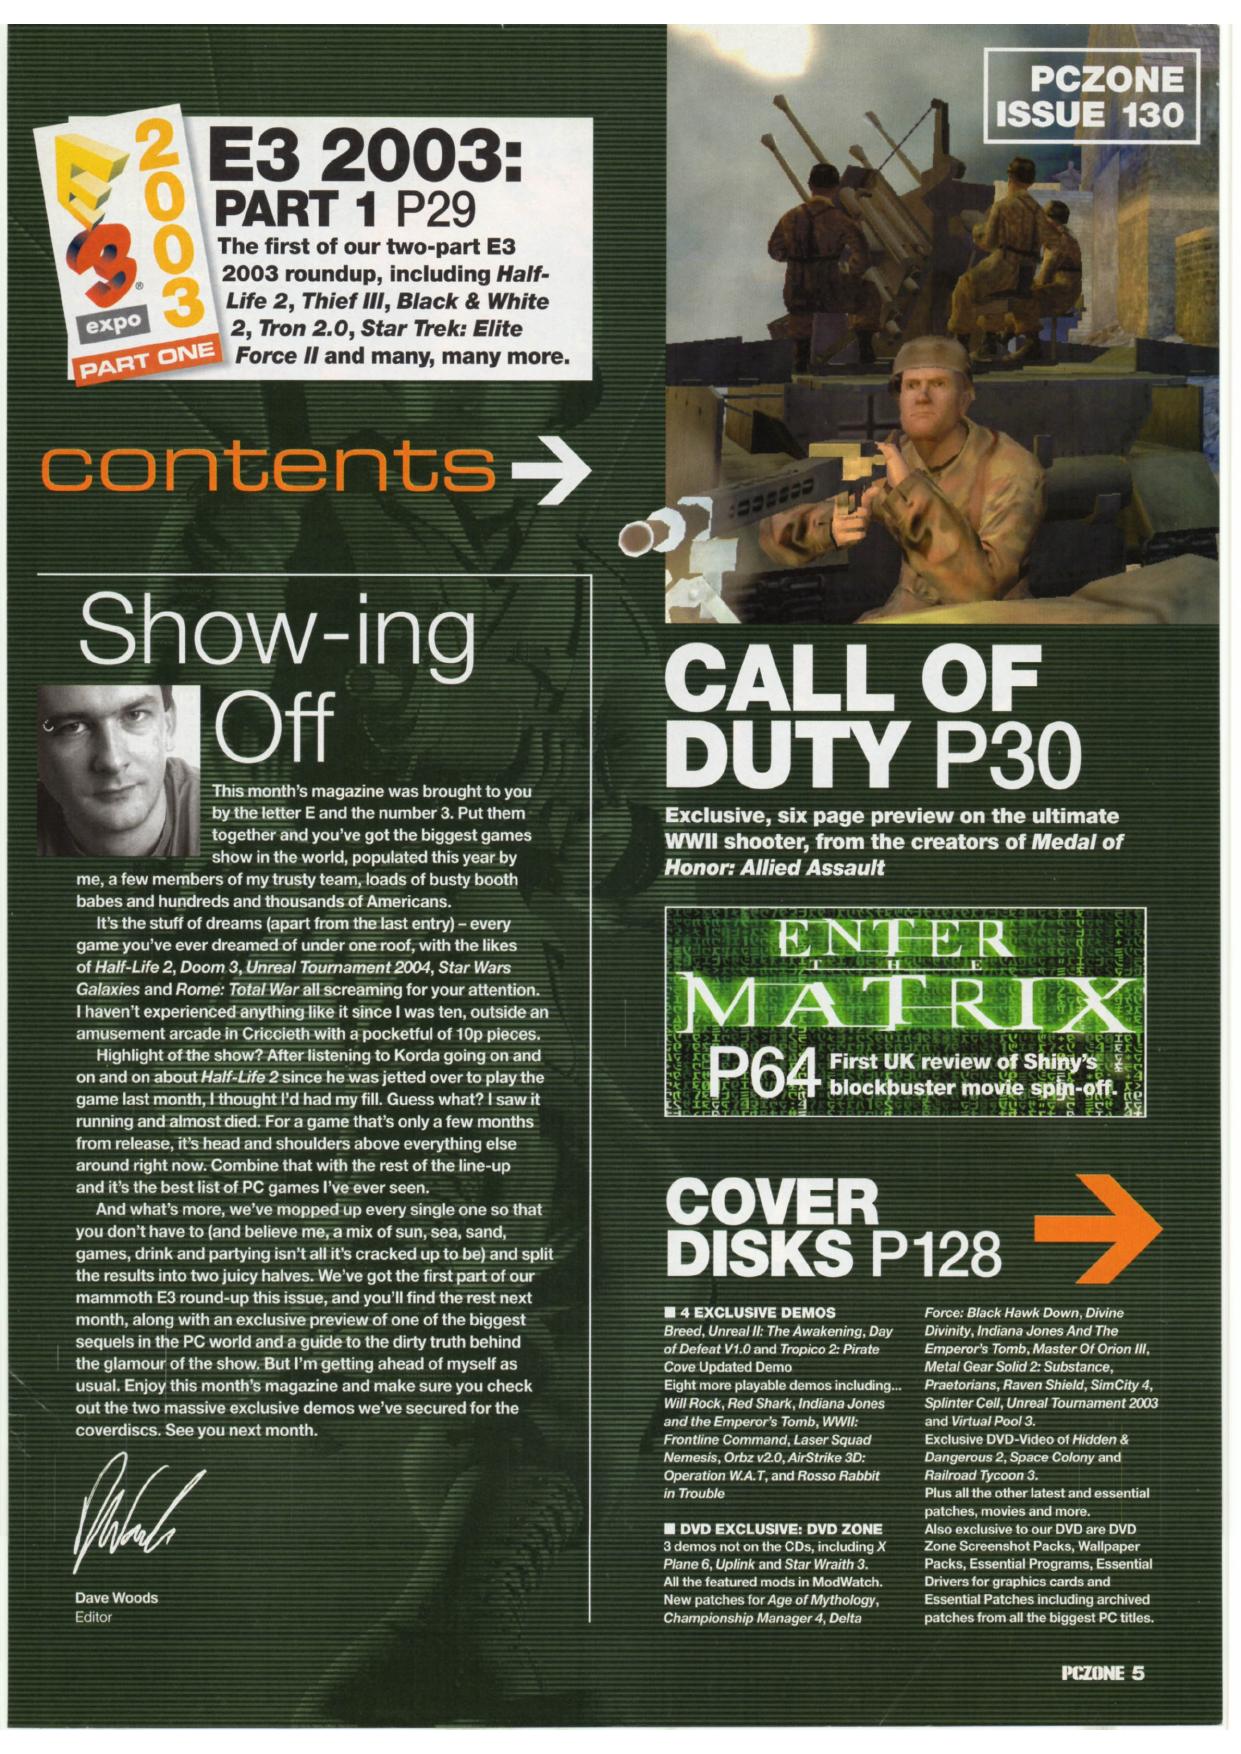 PCZONE
ISSUE 130
2003
E3
expo
PART ONE
E3 2003:
PART 1 P29
The first of our two-part E3
2003 roundup, including Half-
Life 2, Thief III, Black & White
2, Tron 2.0, Star Trek: Elite
Force II and many, many more.
contents
Show-ing
Off
This month's magazine was brought to you
by the letter E and the number 3. Put them
together and you've got the biggest games
show in the world, populated this year by
me, a few members of my trusty team, loads of busty booth
babes and hundreds and thousands of Americans.
It's the stuff of dreams (apart from the last entry) – every
game you've ever dreamed of under one roof, with the likes
of Half-Life 2, Doom 3, Unreal Tournament 2004, Star Wars
Galaxies and Rome: Total War all screaming for your attention.
I haven't experienced anything like it since I was ten, outside an
amusement arcade in Criccieth with a pocketful of 10p pieces.
Highlight of the show? After listening to Korda going on and
on and on about Half-Life 2 since he was jetted over to play the
game last month, I thought I'd had my fill. Guess what? I saw it
running and almost died. For a game that's only a few months
from release, it's head and shoulders above everything else
around right now. Combine that with the rest of the line-up
and it's the best list of PC games I've ever seen.
And what's more, we've mopped up every single one so that
you don't have to (and believe me, a mix of sun, sea, sand,
games, drink and partying isn't all it's cracked up to be) and split
the results into two juicy halves. We've got the first part of our
mammoth E3 round-up this issue, and you'll find the rest next
month, along with an exclusive preview of one of the biggest
sequels in the PC world and a guide to the dirty truth behind
the glamour of the show. But I'm getting ahead of myself as
usual. Enjoy this month's magazine and make sure you check
out the two massive exclusive demos we've secured for the
coverdiscs. See you next month.
DWoods
Dave Woods
Editor
CALL OF
DUTY P30
Exclusive, six page preview on the ultimate
WWII shooter, from the creators of Medal of
Honor: Allied Assault
ENTER
THE
MATRIX
P64 First UK review of Shiny's
blockbuster movie spin-off.
COVER
DISKS P128
■ 4 EXCLUSIVE DEMOS
Breed, Unreal II: The Awakening, Day
of Defeat V1.0 and Tropico 2: Pirate
Cove Updated Demo
Eight more playable demos including...
Will Rock, Red Shark, Indiana Jones
and the Emperor's Tomb, WWII:
Frontline Command, Laser Squad
Nemesis, Orbz v2.0, AirStrike 3D:
Operation W.A.T, and Rosso Rabbit
in Trouble
■ DVD EXCLUSIVE: DVD ZONE
3 demos not on the CDs, including X
Plane 6, Uplink and Star Wraith 3.
All the featured mods in ModWatch.
New patches for Age of Mythology,
Championship Manager 4, Delta
Force: Black Hawk Down, Divine
Divinity, Indiana Jones And The
Emperor's Tomb, Master Of Orion III,
Metal Gear Solid 2: Substance,
Praetorians, Raven Shield, SimCity 4,
Splinter Cell, Unreal Tournament 2003
and Virtual Pool 3.
Exclusive DVD-Video of Hidden &
Dangerous 2, Space Colony and
Railroad Tycoon 3.
Plus all the other latest and essential
patches, movies and more.
Also exclusive to our DVD are DVD
Zone Screenshot Packs, Wallpaper
Packs, Essential Programs, Essential
Drivers for graphics cards and
Essential Patches including archived
patches from all the biggest PC titles.
PCZONE 5